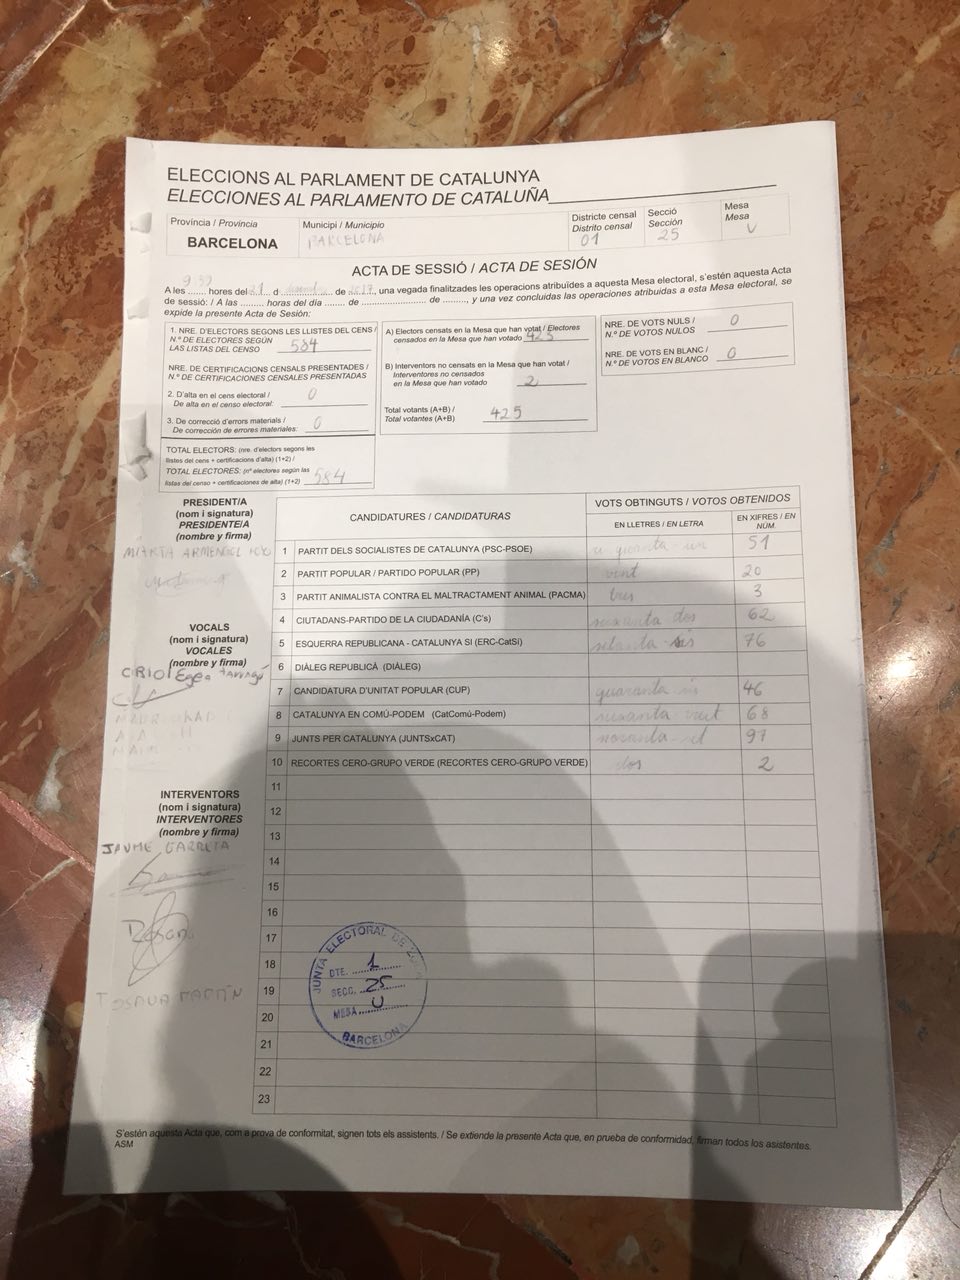 ELECCIONS AL PARLAMENT DE CATALUNYA
ELECCIONES AL PARLAMENTO DE CATALUÑA
Província / Provincia
BARCELONA
Municipi / Municipio
BARCELONA
Districte censal
Distrito censal
01
Secció
Sección
25
Mesa
Mesa
U
ACTA DE SESSIÓ / ACTA DE SESIÓN
A les ....... hores del 21 d ................ de 2017, una vegada finalitzades les operacions atribuïdes a aquesta Mesa electoral, s'estén aquesta Acta
de sessió: / A las ....... horas del día ....... de ........................ de ........., y una vez concluidas las operaciones atribuidas a esta Mesa electoral, se
expide la presente Acta de Sesión:
1. NRE. D'ELECTORS SEGONS LES LLISTES DEL CENS /
N.º DE ELECTORES SEGÚN
LAS LISTAS DEL CENSO 584
NRE. DE CERTIFICACIONS CENSALS PRESENTADES /
N.º DE CERTIFICACIONES CENSALES PRESENTADAS
2. D'alta en el cens electoral /
De alta en el censo electoral: 0
3. De correcció d'errors materials /
De corrección de errores materiales: 0
TOTAL ELECTORS: (nre. d'electors segons les
llistes del cens + certificacions d'alta) (1+2) /
TOTAL ELECTORES: (nº electores según las
listas del censo + certificaciones de alta) (1+2) 584
A) Electors censats en la Mesa que han votat / Electores
censados en la Mesa que han votado 425
B) Interventors no censats en la Mesa que han votat /
Interventores no censados
en la Mesa que han votado 2
Total votants (A+B) /
Total votantes (A+B) 425
NRE. DE VOTS NULS /
N.º DE VOTOS NULOS 0
NRE. DE VOTS EN BLANC /
N.º DE VOTOS EN BLANCO 0
PRESIDENT/A
(nom i signatura)
PRESIDENTE/A
(nombre y firma)
MARTA ARMENGOL
VOCALS
(nom i signatura)
VOCALES
(nombre y firma)
ORIOL Egea
INTERVENTORS
(nom i signatura)
INTERVENTORES
(nombre y firma)
JAUME GARRETA
JOSHUA MARTÍN
CANDIDATURES / CANDIDATURAS
VOTS OBTINGUTS / VOTOS OBTENIDOS
EN LLETRES / EN LETRA
EN XIFRES / EN
NÚM.
1 PARTIT DELS SOCIALISTES DE CATALUNYA (PSC-PSOE) 51
2 PARTIT POPULAR / PARTIDO POPULAR (PP) vint 20
3 PARTIT ANIMALISTA CONTRA EL MALTRACTAMENT ANIMAL (PACMA) tres 3
4 CIUTADANS-PARTIDO DE LA CIUDADANÍA (C's) dos 62
5 ESQUERRA REPUBLICANA - CATALUNYA SI (ERC-CatSí) setanta-sis 76
6 DIÀLEG REPUBLICÀ (DIÀLEG)
7 CANDIDATURA D'UNITAT POPULAR (CUP) quaranta-sis 46
8 CATALUNYA EN COMÚ-PODEM (CatComú-Podem) 68
9 JUNTS PER CATALUNYA (JUNTSxCAT) noranta-set 97
10 RECORTES CERO-GRUPO VERDE (RECORTES CERO-GRUPO VERDE) dos 2
11
12
13
14
15
16
17
18
19
20
21
22
23
JUNTA ELECTORAL DE
DTE. 1
SECC. 25
MESA U
BARCELONA
S'estén aquesta Acta que, com a prova de conformitat, signen tots els assistents. / Se extiende la presente Acta que, en prueba de conformidad, firman todos los asistentes.
ASM